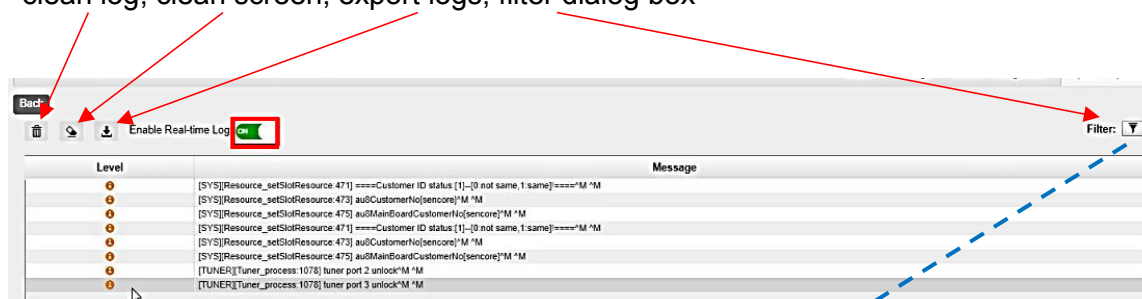 clean log, clean screen, export logs, filter dialog box
Back
Enable Real-time Log ON
Filter:
Level Message
[SYS][Resource_setSlotResource:471] ====Customer ID status:[1]--[0:not same,1:same]!====^M ^M
[SYS][Resource_setSlotResource:473] au8CustomerNo[sencore]^M ^M
[SYS][Resource_setSlotResource:475] au8MainBoardCustomerNo[sencore]^M ^M
[SYS][Resource_setSlotResource:471] ====Customer ID status:[1]--[0:not same,1:same]!====^M ^M
[SYS][Resource_setSlotResource:473] au8CustomerNo[sencore]^M ^M
[SYS][Resource_setSlotResource:475] au8MainBoardCustomerNo[sencore]^M ^M
[TUNER][Tuner_process:1078] tuner port 2 unlock^M ^M
[TUNER][Tuner_process:1078] tuner port 3 unlock^M ^M